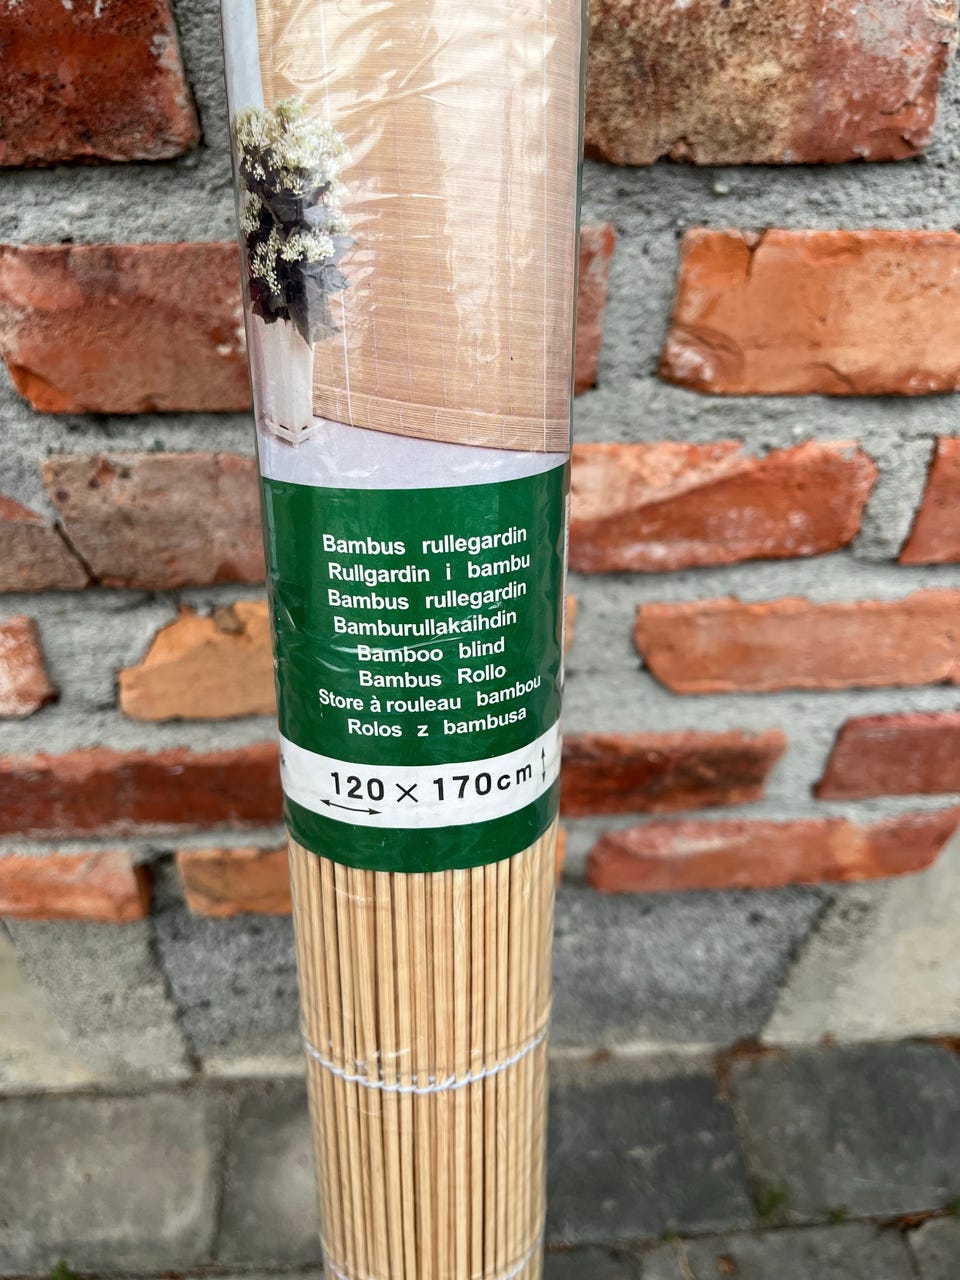 Bambus rullegardin
Rullgardin i bambu
Bambus rullegardin
Bamburullakaihdin
Bamboo blind
Bambus Rollo
Store à rouleau bambou
Rolos z bambusa
120 × 170cm